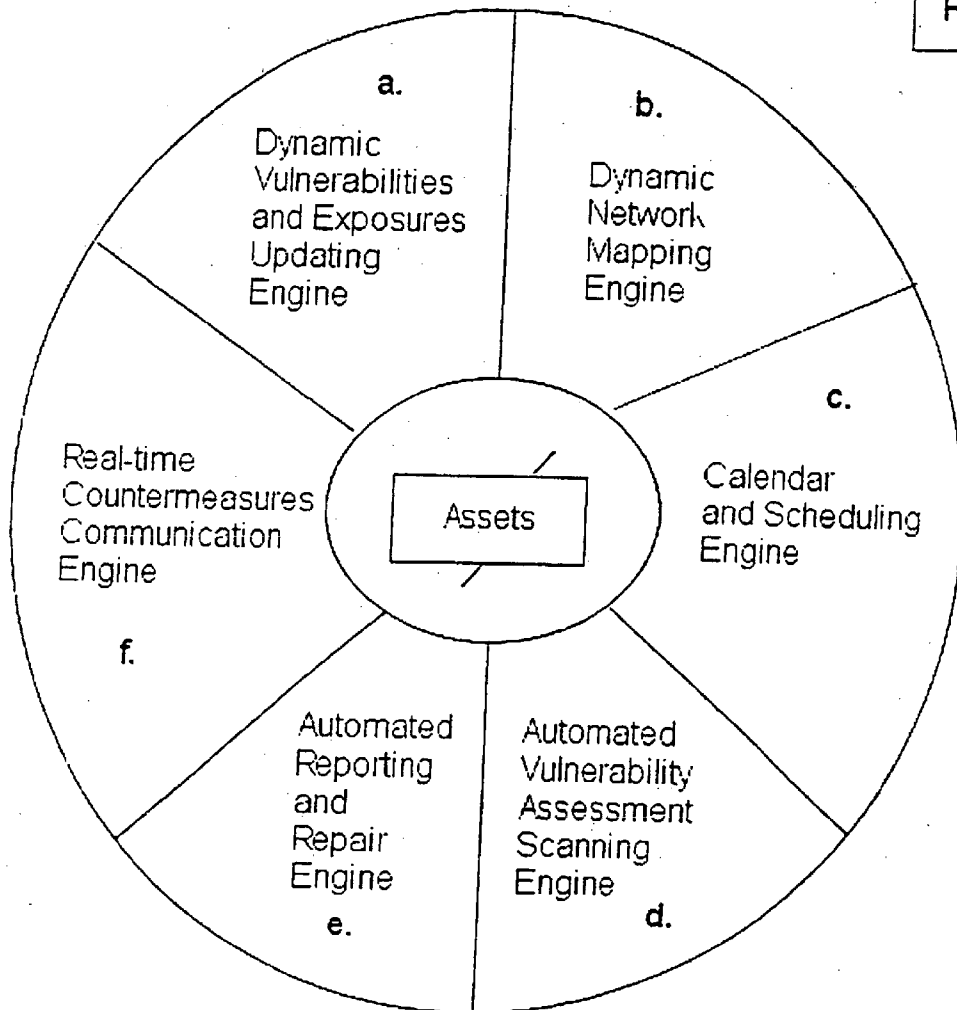 a.
Dynamic
Vulnerabilities
and Exposures
Updating
Engine
b.
Dynamic
Network
Mapping
Engine
c.
Calendar
and Scheduling
Engine
Assets
Real-time
Countermeasures
Communication
Engine
f.
Automated
Reporting
and
Repair
Engine
e.
Automated
Vulnerability
Assessment
Scanning
Engine
d.